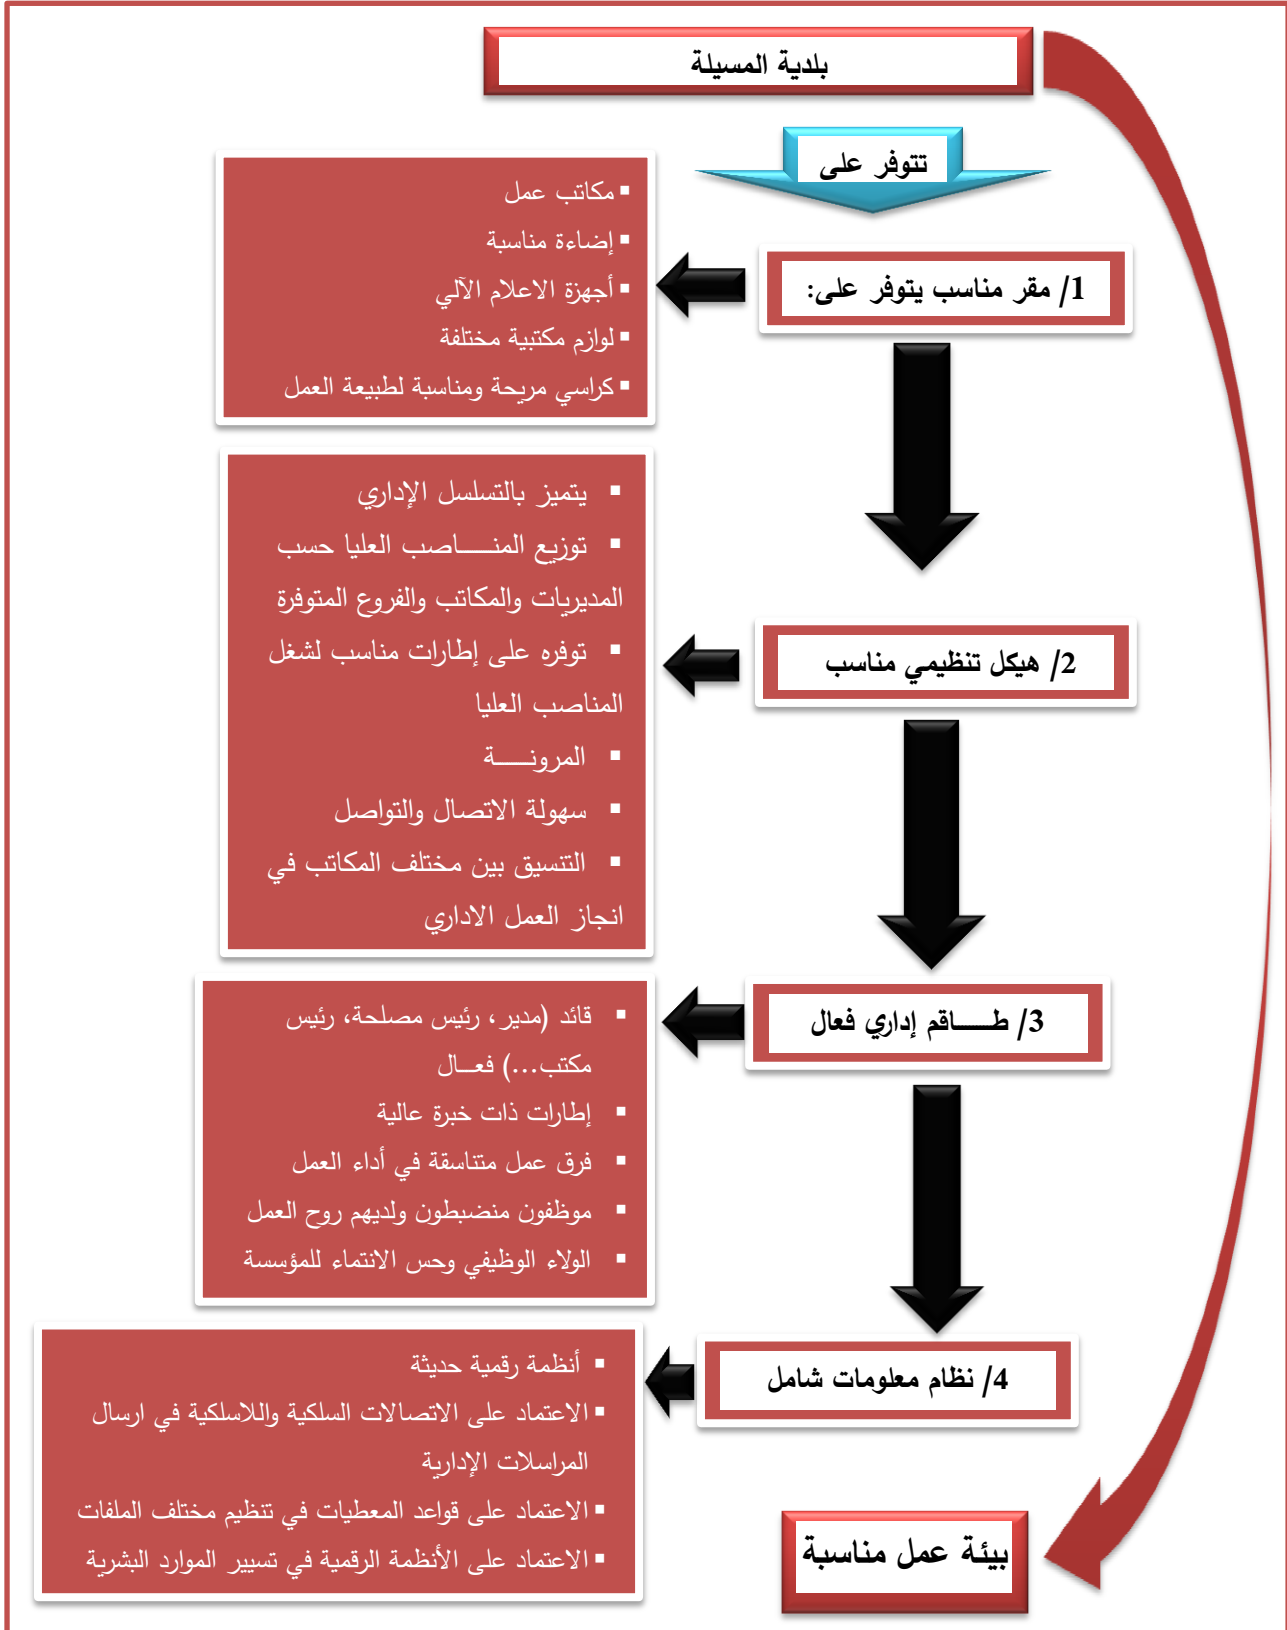 بلدية المسيلة
تتوفر على
1/ مقر مناسب يتوفر على:
▪ مكاتب عمل
▪ إضاءة مناسبة
▪ أجهزة الاعلام الآلي
▪ لوازم مكتبية مختلفة
▪ كراسي مريحة ومناسبة لطبيعة العمل
2/ هيكل تنظيمي مناسب
▪ يتميز بالتسلسل الإداري
▪ توزيع المنـــــاصب العليا حسب
المديريات والمكاتب والفروع المتوفرة
▪ توفره على إطارات مناسب لشغل
المناصب العليا
▪ المرونـــــة
▪ سهولة الاتصال والتواصل
▪ التنسيق بين مختلف المكاتب في
انجاز العمل الاداري
3/ طـــــاقم إداري فعال
▪ قائد (مدير، رئيس مصلحة، رئيس
مكتب...) فعـــال
▪ إطارات ذات خبرة عالية
▪ فرق عمل متناسقة في أداء العمل
▪ موظفون منضبطون ولديهم روح العمل
▪ الولاء الوظيفي وحس الانتماء للمؤسسة
4/ نظام معلومات شامل
▪ أنظمة رقمية حديثة
▪ الاعتماد على الاتصالات السلكية واللاسلكية في ارسال
المراسلات الإدارية
▪ الاعتماد على قواعد المعطيات في تنظيم مختلف الملفات
▪ الاعتماد على الأنظمة الرقمية في تسيير الموارد البشرية
بيئة عمل مناسبة